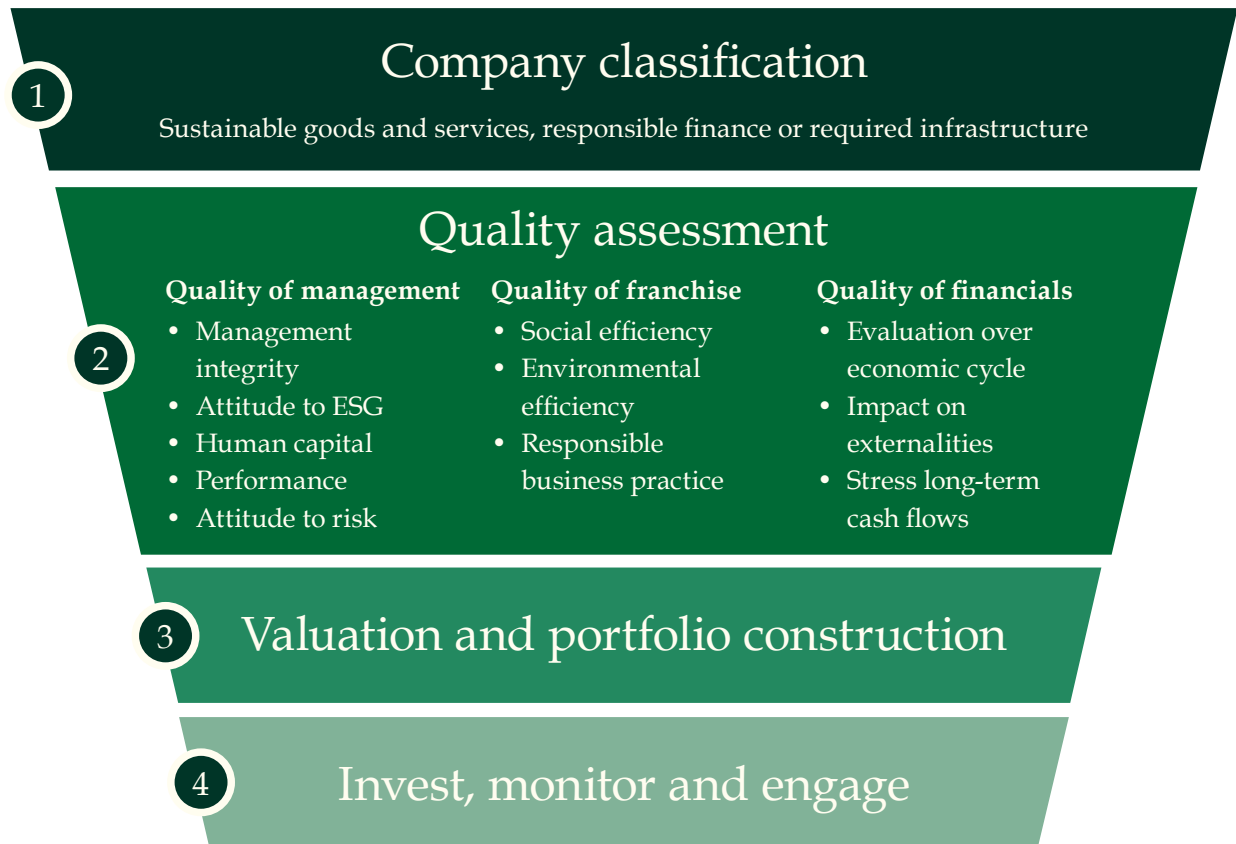 1
Company classification
Sustainable goods and services, responsible finance or required infrastructure
2
Quality assessment
Quality of management
• Management
integrity
• Attitude to ESG
• Human capital
• Performance
• Attitude to risk
Quality of franchise
• Social efficiency
• Environmental
efficiency
• Responsible
business practice
Quality of financials
• Evaluation over
economic cycle
• Impact on
externalities
• Stress long-term
cash flows
3
Valuation and portfolio construction
4
Invest, monitor and engage